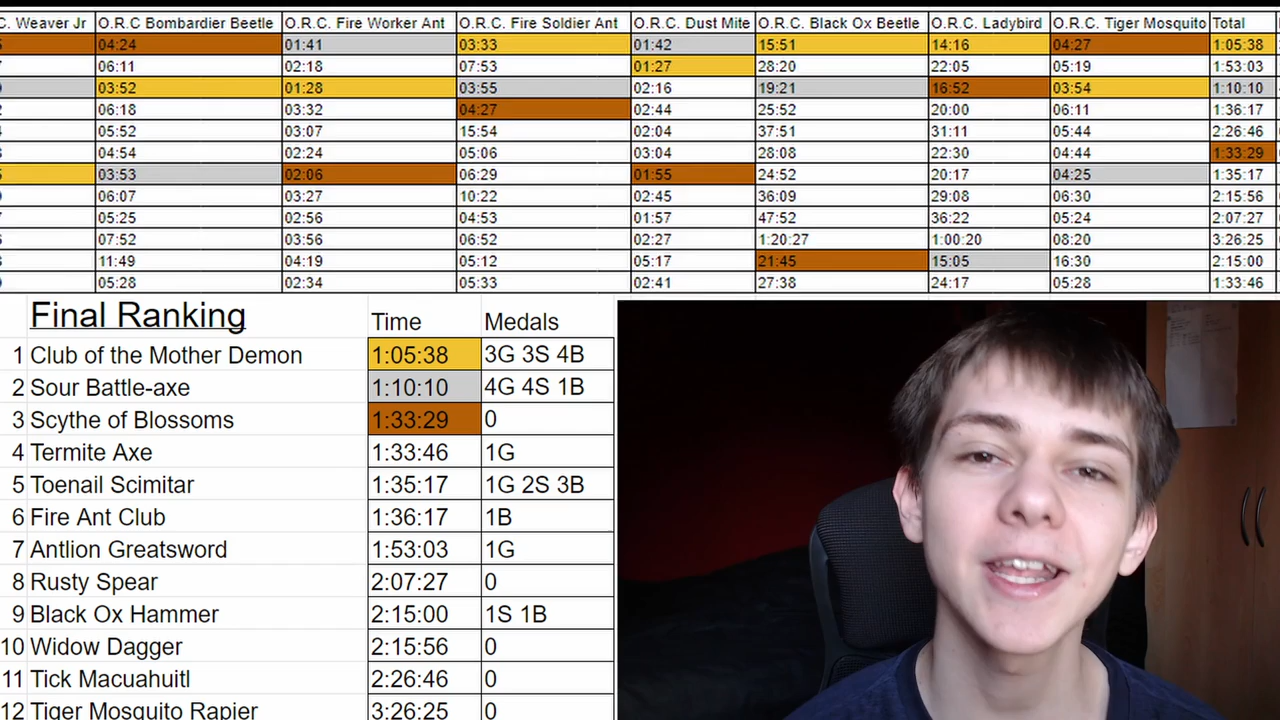 C. Weaver Jr O.R.C Bombardier Beetle O.R.C. Fire Worker Ant O.R.C. Fire Soldier Ant O.R.C. Dust Mite O.R.C. Black Ox Beetle O.R.C. Ladybird O.R.C. Tiger Mosquito Total
04:24 01:41 03:33 01:42 15:51 14:16 04:27 1:05:38
06:11 02:18 07:53 01:27 28:20 22:05 05:19 1:53:03
03:52 01:28 03:55 02:16 19:21 16:52 03:54 1:10:10
06:18 03:32 04:27 02:44 25:52 20:00 06:11 1:36:17
05:52 03:07 15:54 02:04 37:51 31:11 05:44 2:26:46
04:54 02:24 05:06 03:04 28:08 22:30 04:44 1:33:29
03:53 02:06 06:29 01:55 24:52 20:17 04:25 1:35:17
06:07 03:27 10:22 02:45 36:09 29:08 06:30 2:15:56
05:25 02:56 04:53 01:57 47:52 36:22 05:24 2:07:27
07:52 03:56 06:52 02:27 1:20:27 1:00:20 08:20 3:26:25
11:49 04:19 05:12 05:17 21:45 15:05 16:30 2:15:00
05:28 02:34 05:33 02:41 27:38 24:17 05:28 1:33:46
Final Ranking Time Medals
1 Club of the Mother Demon 1:05:38 3G 3S 4B
2 Sour Battle-axe 1:10:10 4G 4S 1B
3 Scythe of Blossoms 1:33:29 0
4 Termite Axe 1:33:46 1G
5 Toenail Scimitar 1:35:17 1G 2S 3B
6 Fire Ant Club 1:36:17 1B
7 Antlion Greatsword 1:53:03 1G
8 Rusty Spear 2:07:27 0
9 Black Ox Hammer 2:15:00 1S 1B
10 Widow Dagger 2:15:56 0
11 Tick Macuahuitl 2:26:46 0
12 Tiger Mosquito Rapier 3:26:25 0